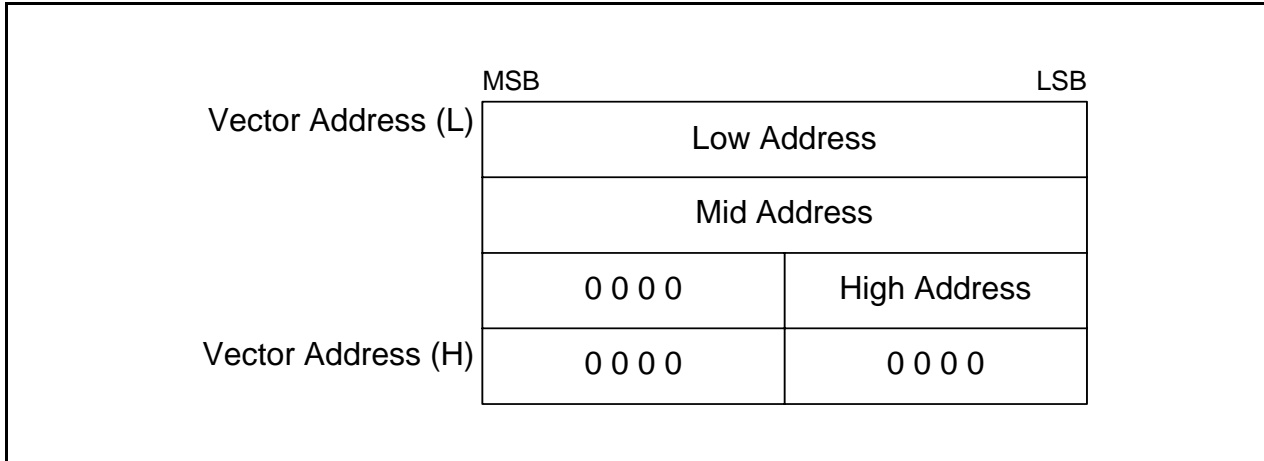 MSB LSB
Vector Address (L) Low Address
Mid Address
0 0 0 0 High Address
Vector Address (H) 0 0 0 0 0 0 0 0